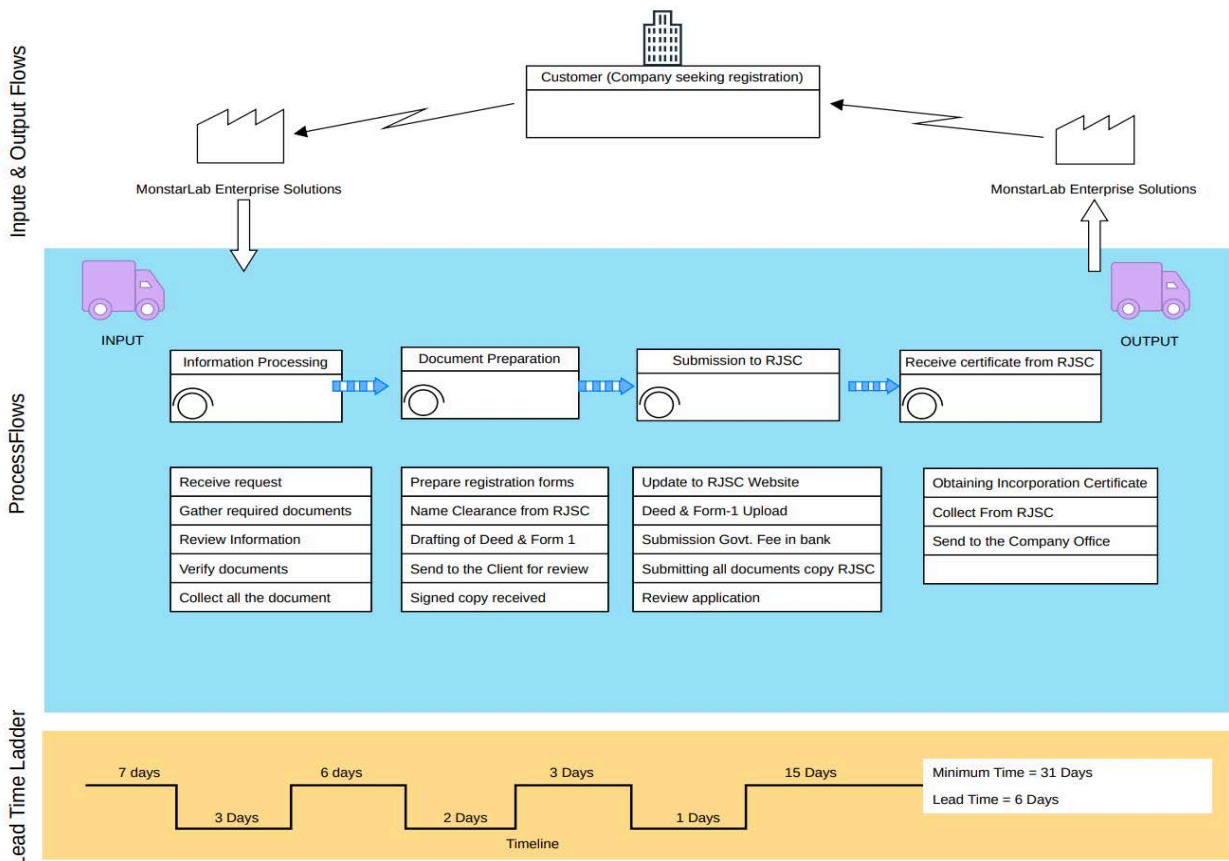 Inpute & Output Flows
Customer (Company seeking registration)
MonstarLab Enterprise Solutions
MonstarLab Enterprise Solutions
ProcessFlows
INPUT
OUTPUT
Information Processing
Document Preparation
Submission to RJSC
Receive certificate from RJSC
Receive request
Gather required documents
Review Information
Verify documents
Collect all the document
Prepare registration forms
Name Clearance from RJSC
Drafting of Deed & Form 1
Send to the Client for review
Signed copy received
Update to RJSC Website
Deed & Form-1 Upload
Submission Govt. Fee in bank
Submitting all documents copy RJSC
Review application
Obtaining Incorporation Certificate
Collect From RJSC
Send to the Company Office
Lead Time Ladder
7 days
3 Days
6 days
2 Days
3 Days
1 Days
15 Days
Timeline
Minimum Time = 31 Days
Lead Time = 6 Days